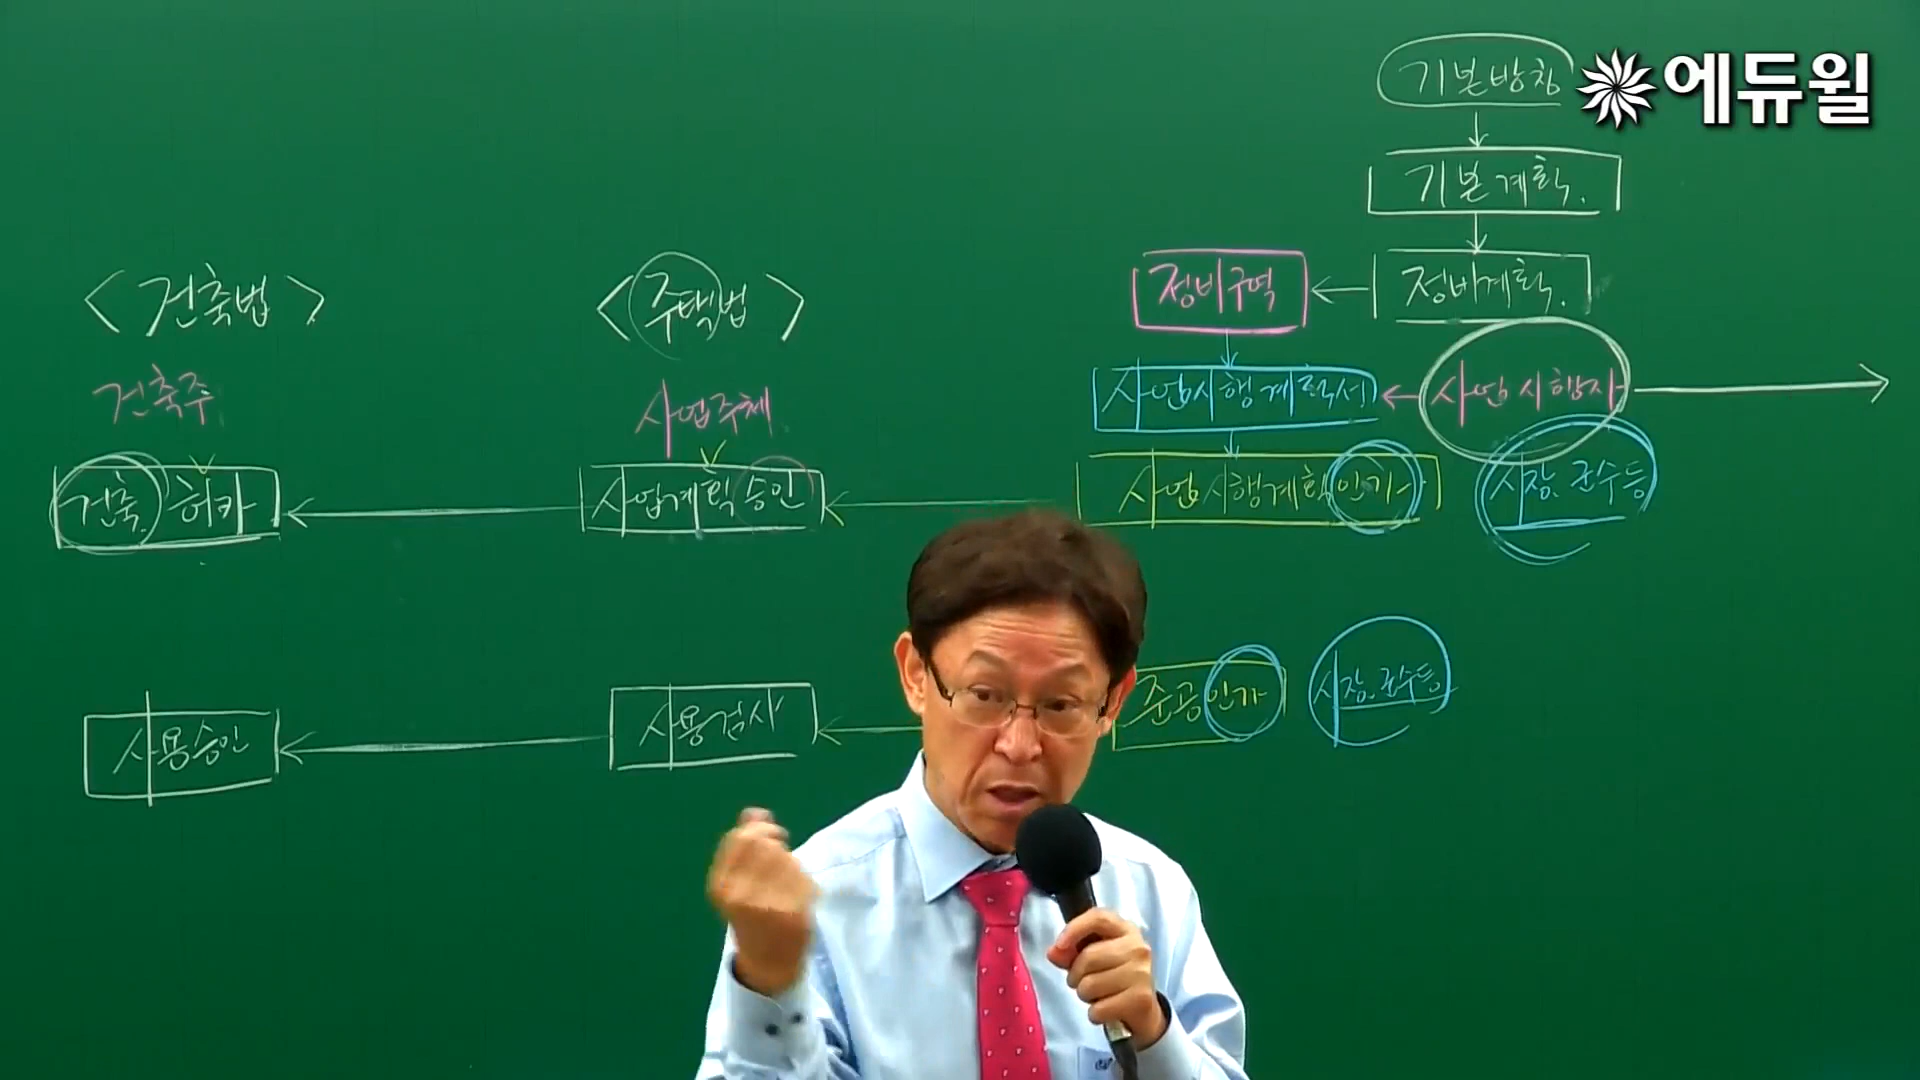 기본방침
에듀윌
기본계획.
정비구역
정비계획.
<건축법>
<주택법>
건축주
사업주체
사업시행계획서
사업시행자
건축허가
사업계획승인
사업시행계획인가
시장.군수등
사용승인
사용검사
준공인가
시장.군수등